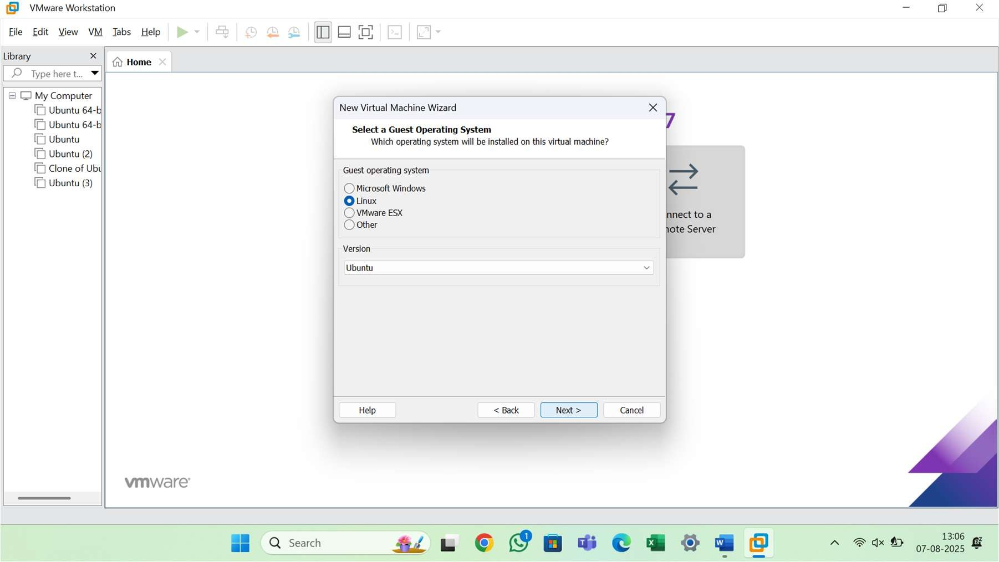 VMware Workstation
File Edit View VM Tabs Help
Library
Home
Type here t...
My Computer
Ubuntu 64-b
Ubuntu 64-b
Ubuntu
Ubuntu (2)
Clone of Ubu
Ubuntu (3)
7
nnect to a
note Server
New Virtual Machine Wizard
Select a Guest Operating System
Which operating system will be installed on this virtual machine?
Guest operating system
Microsoft Windows
Linux
VMware ESX
Other
Version
Ubuntu
Help < Back Next > Cancel
vmware
Search
1
13:06
07-08-2025